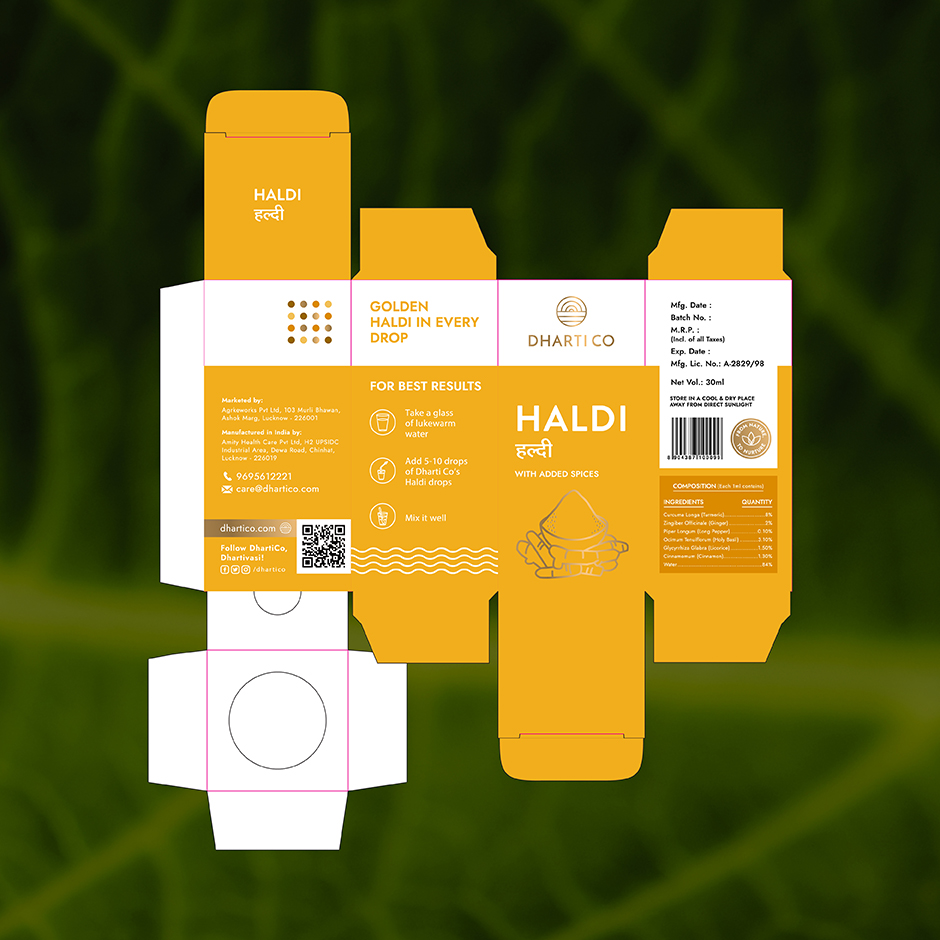 HALDI
हल्दी
Marketed by:
Agrkeworks Pvt Ltd, 103 Murli Bhawan,
Ashok Marg, Lucknow - 226001
Manufactured in India by:
Amity Health Care Pvt Ltd, H2 UPSIDC
Industrial Area, Dewa Road, Chinhat,
Lucknow - 226019
9695612221
care@dhartico.com
dhartico.com
Follow DhartiCo,
Dhartivasi!
/dhartico
GOLDEN
HALDI IN EVERY
DROP
FOR BEST RESULTS
Take a glass
of lukewarm
water
Add 5-10 drops
of Dharti Co's
Haldi drops
Mix it well
DHARTI CO
HALDI
हल्दी
WITH ADDED SPICES
Mfg. Date :
Batch No. :
M.R.P. :
(Incl. of all Taxes)
Exp. Date :
Mfg. Lic. No.: A-2829/98
Net Vol.: 30ml
STORE IN A COOL & DRY PLACE
AWAY FROM DIRECT SUNLIGHT
FROM NATURE
TO NURTURE
COMPOSITION (Each 1ml contains)
INGREDIENTS QUANTITY
Curcuma Longa (Turmeric) 8%
Zingiber Officinale (Ginger) 2%
Piper Longum (Long Pepper) 0.10%
Ocimum Tenuiflorum (Holy Basil) 2.10%
Glycyrrhiza Glabra (Licorice) 1.50%
Cinnamomum (Cinnamon) 1.90%
Water 84%